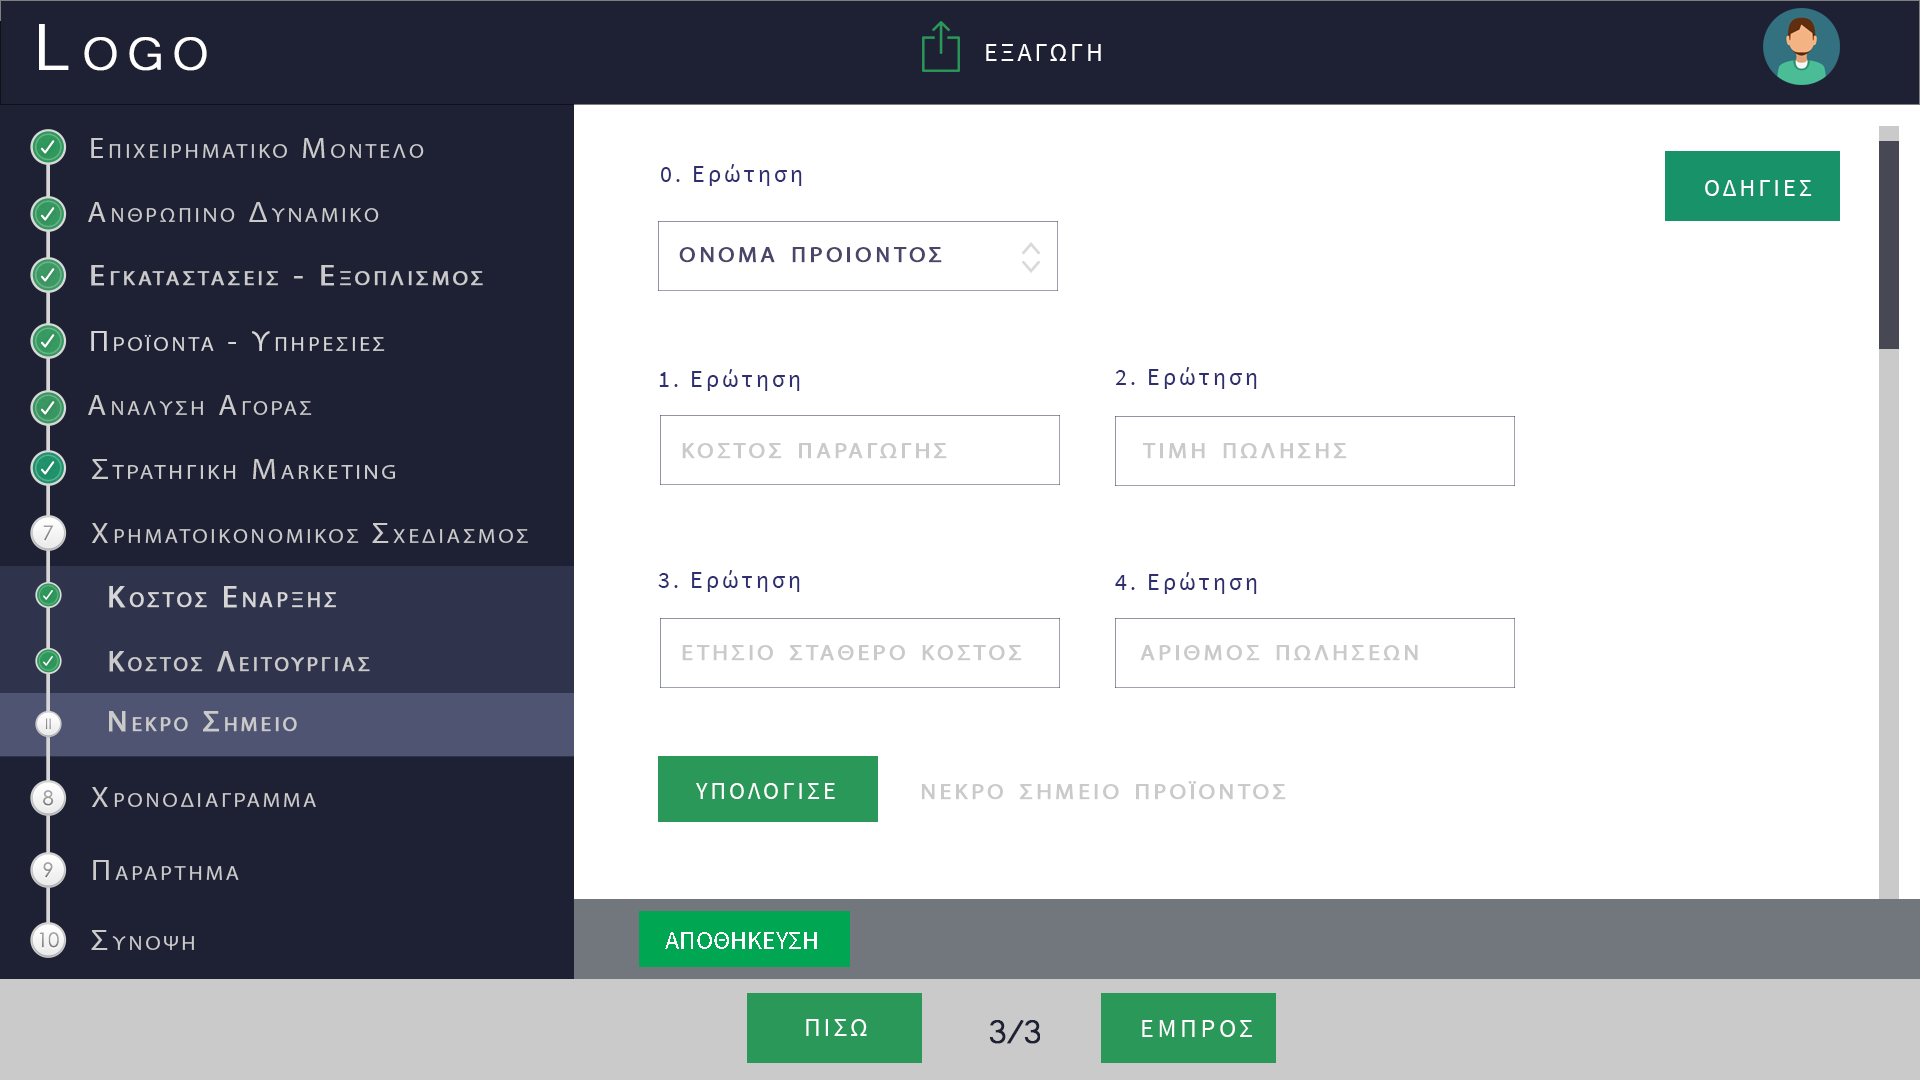 Logo
ΕΞΑΓΩΓΗ
Επιχειρηματικο Μοντελο
Ανθρωπινο Δυναμικο
Εγκαταστασεις - Εξοπλισμος
Προϊοντα - Υπηρεσιες
Αναλυση Αγορας
Στρατηγικη Marketing
7 Χρηματοικονομικος Σχεδιασμος
Κοστος Εναρξης
Κοστος Λειτουργιας
II Νεκρο Σημειο
8 Χρονοδιαγραμμα
9 Παραρτημα
10 Συνοψη
0. Ερώτηση
ΟΔΗΓΙΕΣ
ΟΝΟΜΑ ΠΡΟΙΟΝΤΟΣ
1. Ερώτηση
2. Ερώτηση
ΚΟΣΤΟΣ ΠΑΡΑΓΩΓΗΣ
ΤΙΜΗ ΠΩΛΗΣΗΣ
3. Ερώτηση
4. Ερώτηση
ΕΤΗΣΙΟ ΣΤΑΘΕΡΟ ΚΟΣΤΟΣ
ΑΡΙΘΜΟΣ ΠΩΛΗΣΕΩΝ
ΥΠΟΛΟΓΙΣΕ
ΝΕΚΡΟ ΣΗΜΕΙΟ ΠΡΟΪΟΝΤΟΣ
ΑΠΟΘΗΚΕΥΣΗ
ΠΙΣΩ
3/3
ΕΜΠΡΟΣ